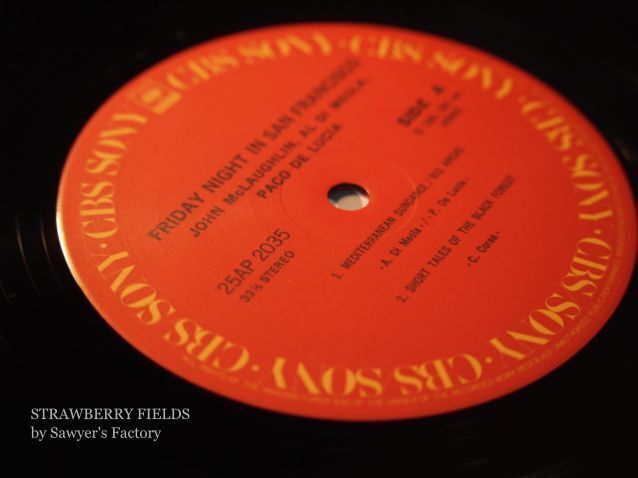 CBS SONY · CBS SONY · CBS SONY · CBS SONY · CBS SONY · CBS SONY · CBS SONY
FRIDAY NIGHT IN SAN FRANCISCO
JOHN McLAUGHLIN, AL DI MEOLA,
PACO DE LUCIA
SIDE A
25AP 2035
33⅓ STEREO
1. MEDITERRANEAN SUNDANCE / RIO ANCHO
- A. Di Meola - / - P. De Lucia -
2. SHORT TALES OF THE BLACK FOREST
- C. Corea -
STRAWBERRY FIELDS
by Sawyer's Factory